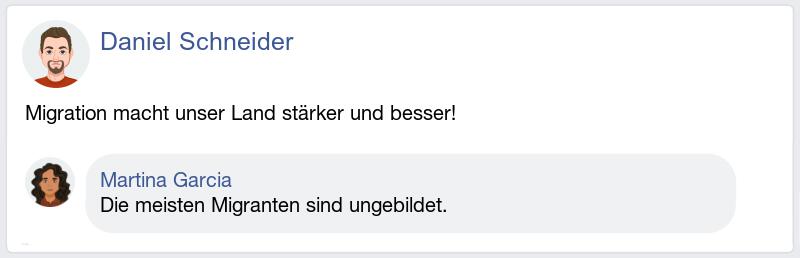 Daniel Schneider
Migration macht unser Land stärker und besser!
Martina Garcia
Die meisten Migranten sind ungebildet.